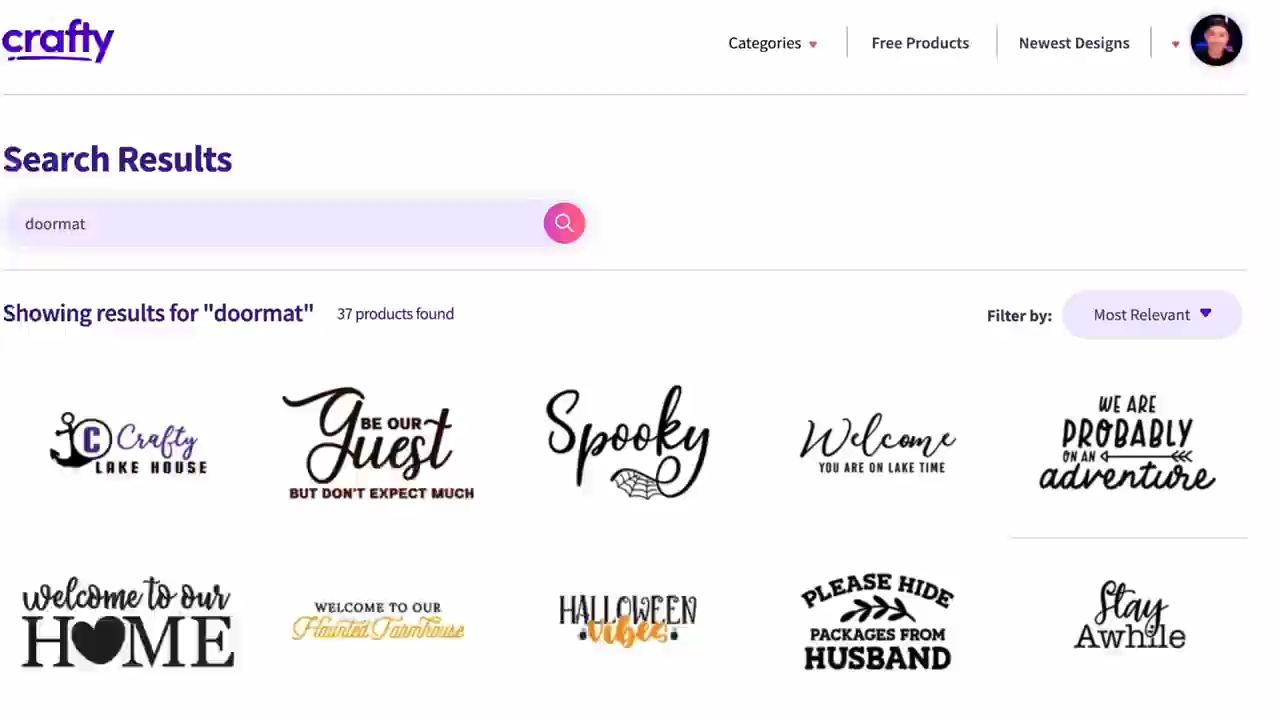 crafty
Categories
Free Products
Newest Designs
Search Results
doormat
Showing results for "doormat"
37 products found
Filter by:
Most Relevant
C Crafty
LAKE HOUSE
BE OUR
Guest
BUT DON'T EXPECT MUCH
Spooky
Welcome
YOU ARE ON LAKE TIME
WE ARE
PROBABLY
ON AN
adventure
welcome to our
HOME
WELCOME TO OUR
Haunted Farmhouse
HALLOWEEN
vibes
PLEASE HIDE
PACKAGES FROM
HUSBAND
Stay
Awhile